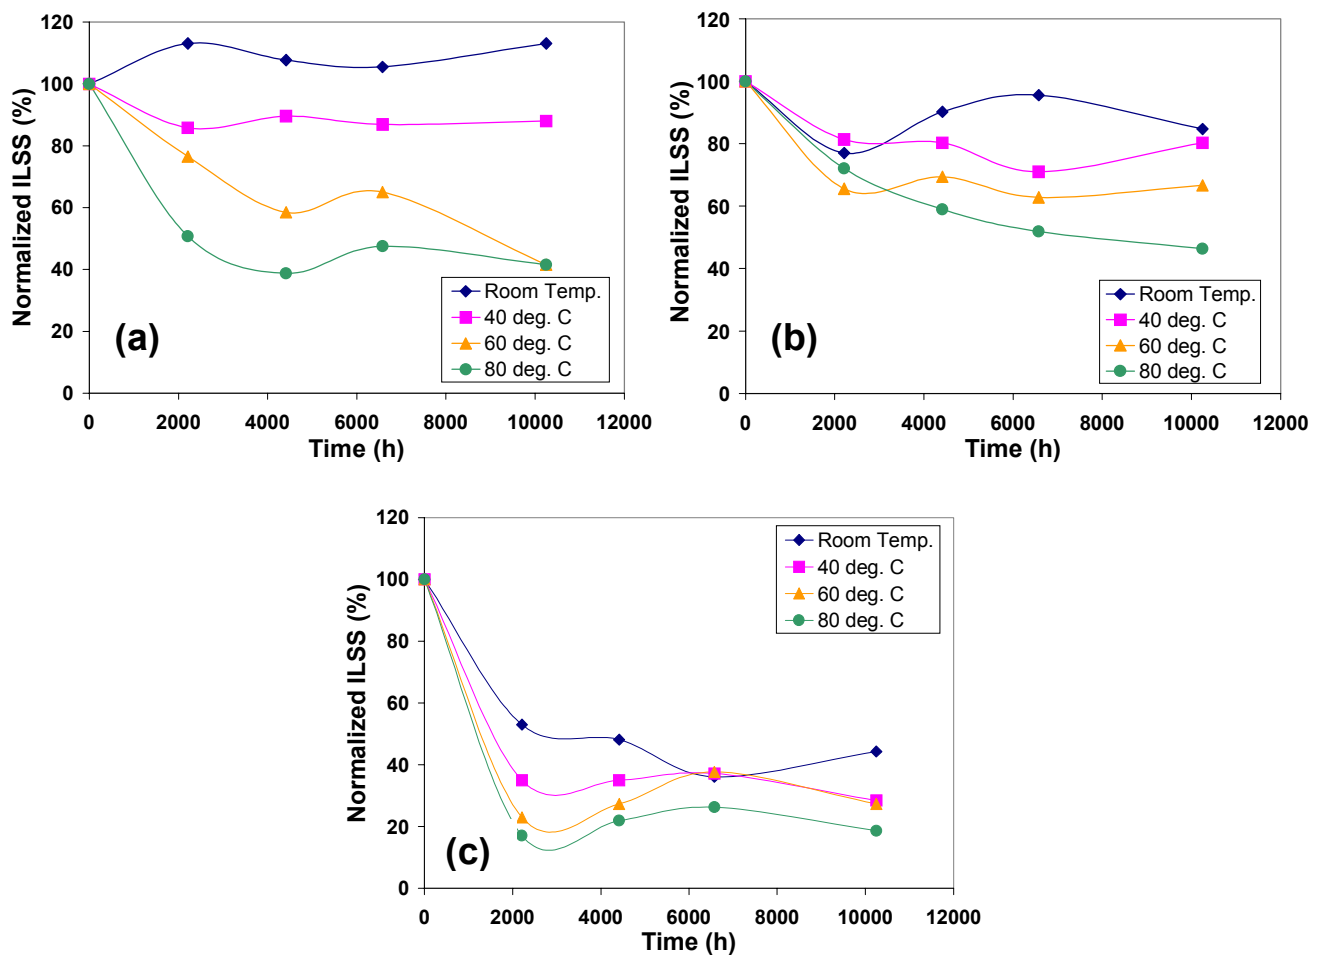 120
100
80
60
40
20
0
Normalized ILSS (%)
(a)
Room Temp.
40 deg. C
60 deg. C
80 deg. C
0 2000 4000 6000 8000 10000 12000
Time (h)
120
100
80
60
40
20
0
Normalized ILSS (%)
(b)
Room Temp.
40 deg. C
60 deg. C
80 deg. C
0 2000 4000 6000 8000 10000 12000
Time (h)
120
100
80
60
40
20
0
Normalized ILSS (%)
Room Temp.
40 deg. C
60 deg. C
80 deg. C
(c)
0 2000 4000 6000 8000 10000 12000
Time (h)